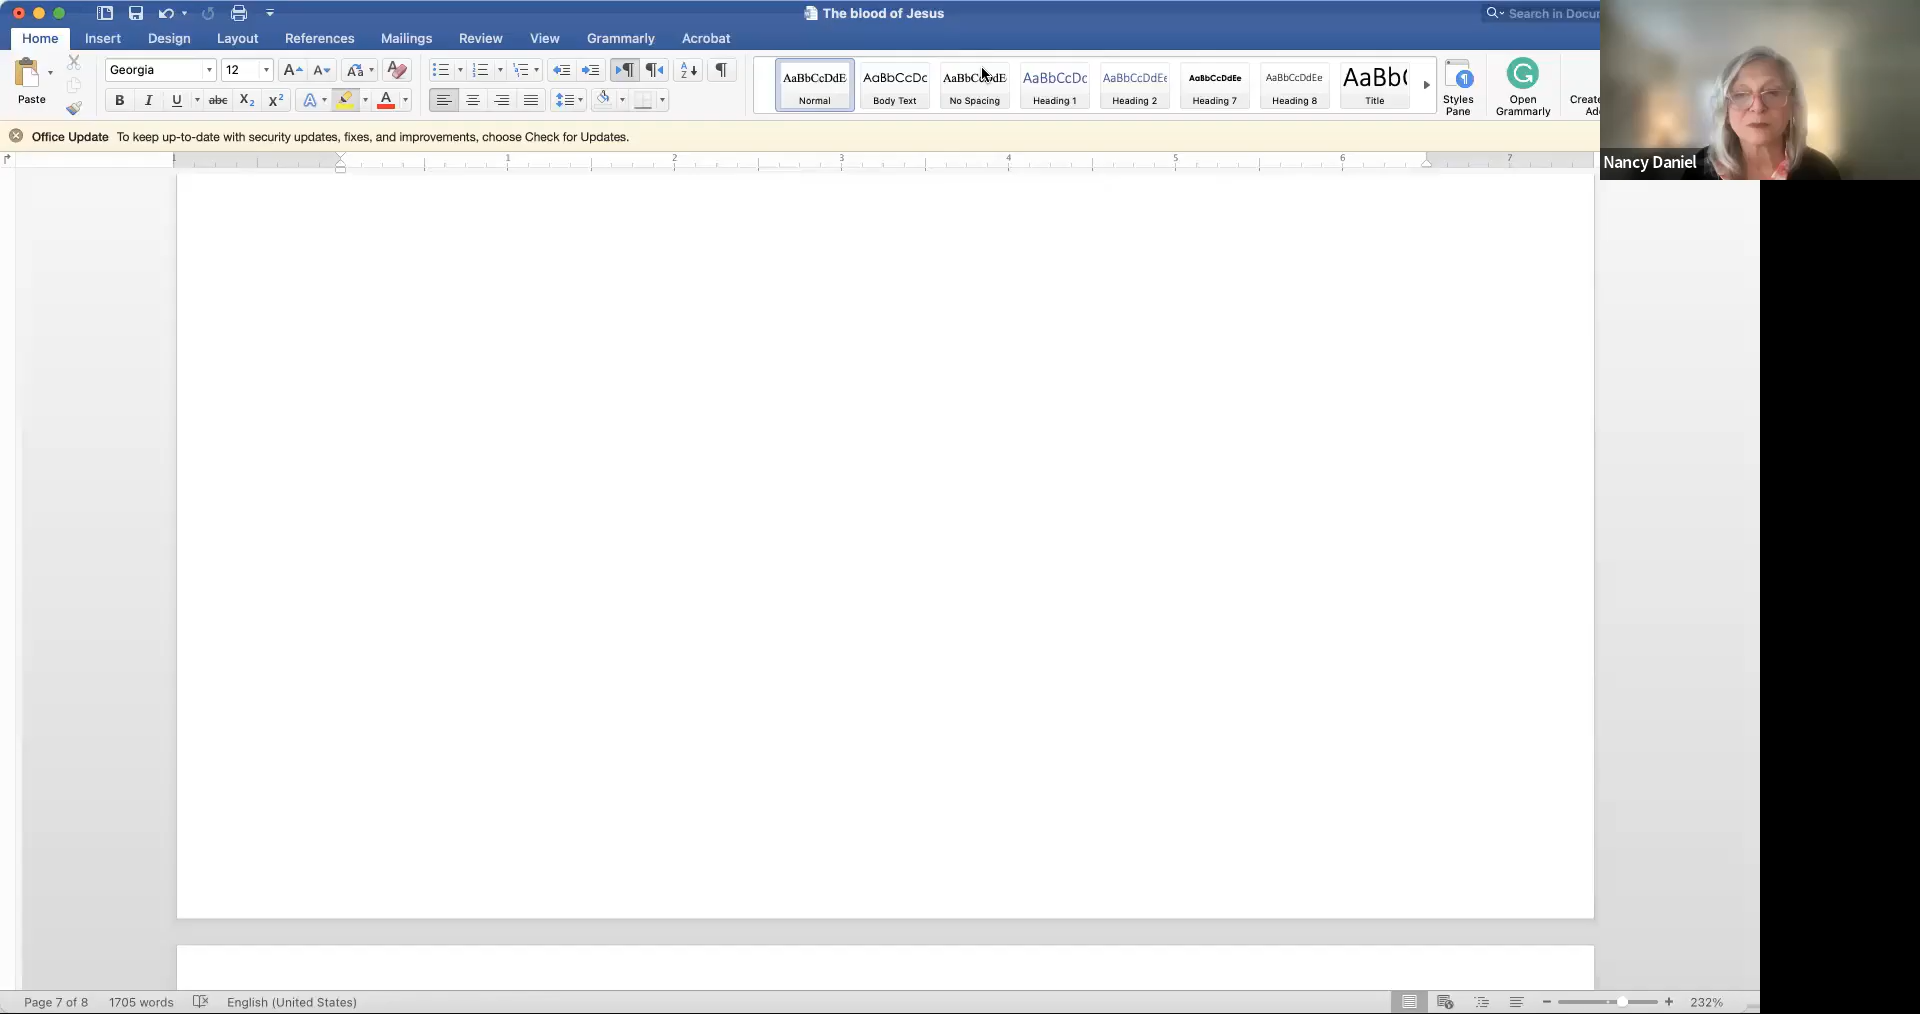 The blood of Jesus
Search in Docu
Home Insert Design Layout References Mailings Review View Grammarly Acrobat
Paste
Georgia 12
AaBbCcDdE AaBbCcDc AaBbCcDdE AaBbCcDc AaBbCcDdEe AaBbCcDdEe AaBbCcDdEe AaBb(
Normal Body Text No Spacing Heading 1 Heading 2 Heading 7 Heading 8 Title
Styles Pane
Open Grammarly
Office Update To keep up-to-date with security updates, fixes, and improvements, choose Check for Updates.
1 1 2 3 4 5 6 7
Nancy Daniel
Page 7 of 8 1705 words English (United States) 232%